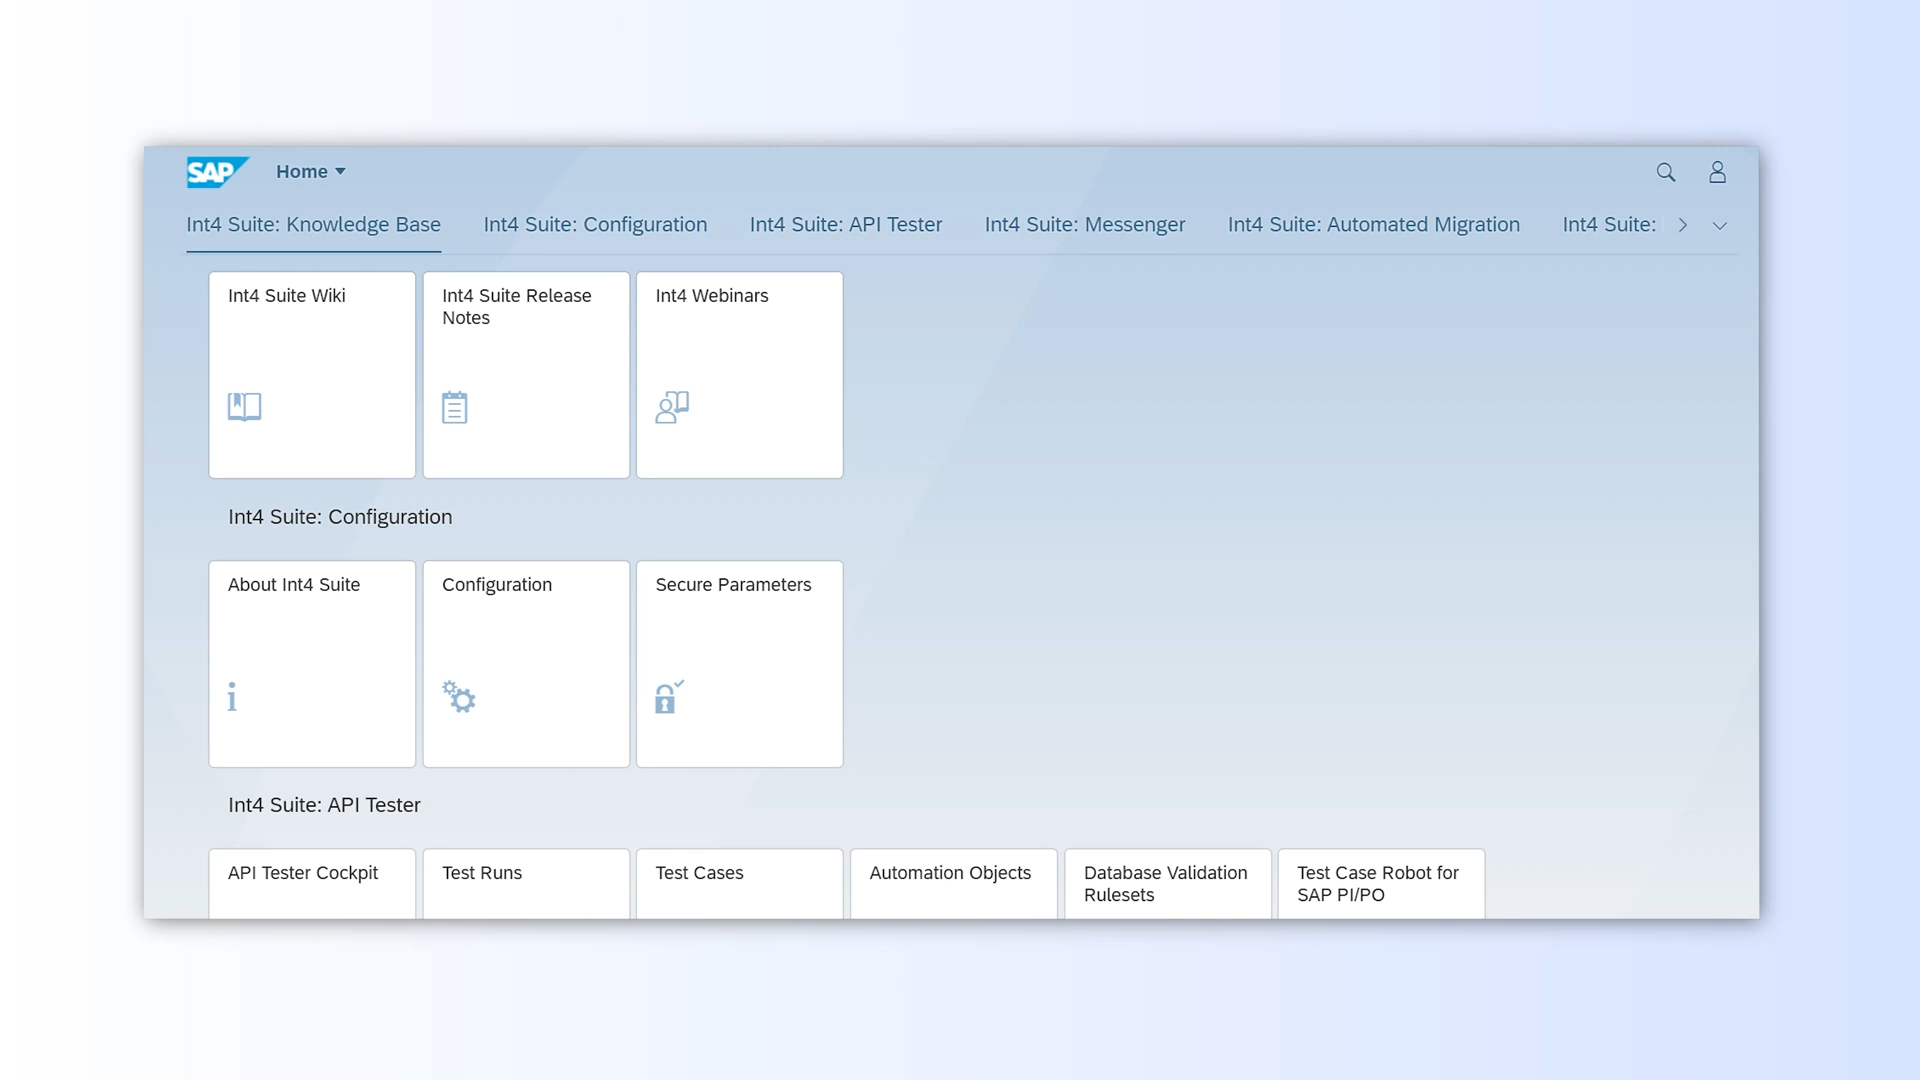 SAP Home
Int4 Suite: Knowledge Base
Int4 Suite: Configuration
Int4 Suite: API Tester
Int4 Suite: Messenger
Int4 Suite: Automated Migration
Int4 Suite:
Int4 Suite Wiki
Int4 Suite Release
Notes
Int4 Webinars
Int4 Suite: Configuration
About Int4 Suite
Configuration
Secure Parameters
Int4 Suite: API Tester
API Tester Cockpit
Test Runs
Test Cases
Automation Objects
Database Validation
Rulesets
Test Case Robot for
SAP PI/PO